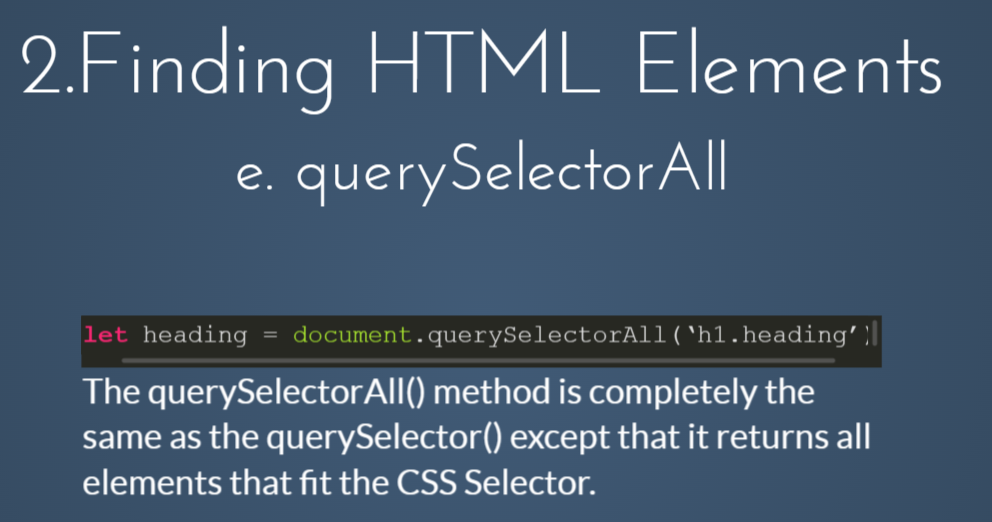 2.Finding HTML Elements
e. querySelectorAll
let heading = document.querySelectorAll(‘h1.heading’)
The querySelectorAll() method is completely the
same as the querySelector() except that it returns all
elements that fit the CSS Selector.